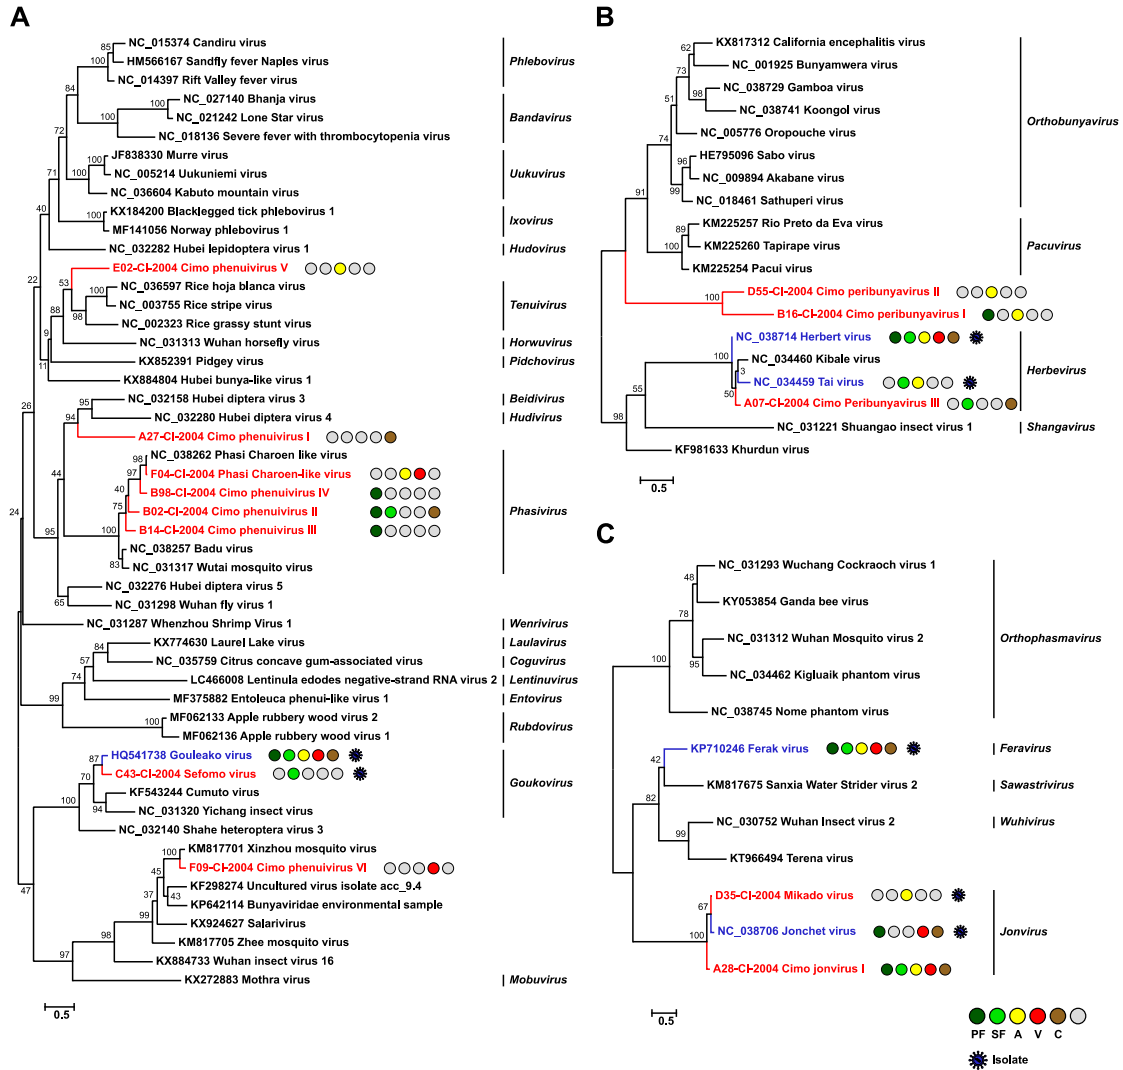 A
85
NC_015374 Candiru virus
HM566167 Sandfly fever Naples virus
100
NC_014397 Rift Valley fever virus
Phlebovirus
84
NC_027140 Bhanja virus
100
NC_021242 Lone Star virus
100
NC_018136 Severe fever with thrombocytopenia virus
Bandavirus
72
JF838330 Murre virus
100
NC_005214 Uukuniemi virus
100
NC_036604 Kabuto mountain virus
Uukuvirus
71
KX184200 Blacklegged tick phlebovirus 1
100
MF141056 Norway phlebovirus 1
Ixovirus
40
NC_032282 Hubei lepidoptera virus 1
Hudovirus
E02-CI-2004 Cimo phenuivirus V
22
53
NC_036597 Rice hoja blanca virus
100
NC_003755 Rice stripe virus
98
NC_002323 Rice grassy stunt virus
Tenuivirus
88
NC_031313 Wuhan horsefly virus
Horwuvirus
9
KX852391 Pidgey virus
Pidchovirus
11
KX884804 Hubei bunya-like virus 1
26
95
NC_032158 Hubei diptera virus 3
Beidivirus
94
NC_032280 Hubei diptera virus 4
Hudivirus
A27-CI-2004 Cimo phenuivirus I
44
98
NC_038262 Phasi Charoen like virus
97
F04-CI-2004 Phasi Charoen-like virus
40
B98-CI-2004 Cimo phenuivirus IV
75
B02-CI-2004 Cimo phenuivirus II
Phasivirus
24
95
100
B14-CI-2004 Cimo phenuivirus III
NC_038257 Badu virus
83
NC_031317 Wutai mosquito virus
NC_032276 Hubei diptera virus 5
65
NC_031298 Wuhan fly virus 1
NC_031287 Whenzhou Shrimp Virus 1
Wenrivirus
84
KX774630 Laurel Lake virus
Laulavirus
57
NC_035759 Citrus concave gum-associated virus
Coguvirus
74
LC466008 Lentinula edodes negative-strand RNA virus 2
Lentinuvirus
99
MF375882 Entoleuca phenui-like virus 1
Entovirus
MF062133 Apple rubbery wood virus 2
100
MF062136 Apple rubbery wood virus 1
Rubdovirus
87
HQ541738 Gouleako virus
70
C43-CI-2004 Sefomo virus
KF543244 Cumuto virus
100
94
NC_031320 Yichang insect virus
Goukovirus
NC_032140 Shahe heteroptera virus 3
100
KM817701 Xinzhou mosquito virus
45
F09-CI-2004 Cimo phenuivirus VI
47
37
KF298274 Uncultured virus isolate acc_9.4
43
KP642114 Bunyaviridae environmental sample
99
KX924627 Salarivirus
98
KM817705 Zhee mosquito virus
97
KX884733 Wuhan insect virus 16
KX272883 Mothra virus
Mobuvirus
0.5
B
62
KX817312 California encephalitis virus
73
NC_001925 Bunyamwera virus
51
98
NC_038729 Gamboa virus
NC_038741 Koongol virus
74
NC_005776 Oropouche virus
Orthobunyavirus
96
HE795096 Sabo virus
99
NC_009894 Akabane virus
NC_018461 Sathuperi virus
91
89
KM225257 Rio Preto da Eva virus
100
KM225260 Tapirape virus
KM225254 Pacui virus
Pacuvirus
100
D55-CI-2004 Cimo peribunyavirus II
B16-CI-2004 Cimo peribunyavirus I
NC_038714 Herbert virus
100
NC_034460 Kibale virus
3
NC_034459 Tai virus
50
A07-CI-2004 Cimo Peribunyavirus III
Herbevirus
55
98
NC_031221 Shuangao insect virus 1
Shangavirus
KF981633 Khurdun virus
0.5
C
48
NC_031293 Wuchang Cockraoch virus 1
KY053854 Ganda bee virus
78
NC_031312 Wuhan Mosquito virus 2
95
NC_034462 Kigluaik phantom virus
100
NC_038745 Nome phantom virus
Orthophasmavirus
KP710246 Ferak virus
Feravirus
42
KM817675 Sanxia Water Strider virus 2
Sawastrivirus
82
NC_030752 Wuhan Insect virus 2
Wuhivirus
99
KT966494 Terena virus
D35-CI-2004 Mikado virus
67
NC_038706 Jonchet virus
100
A28-CI-2004 Cimo jonvirus I
Jonvirus
0.5
PF SF A V C
Isolate